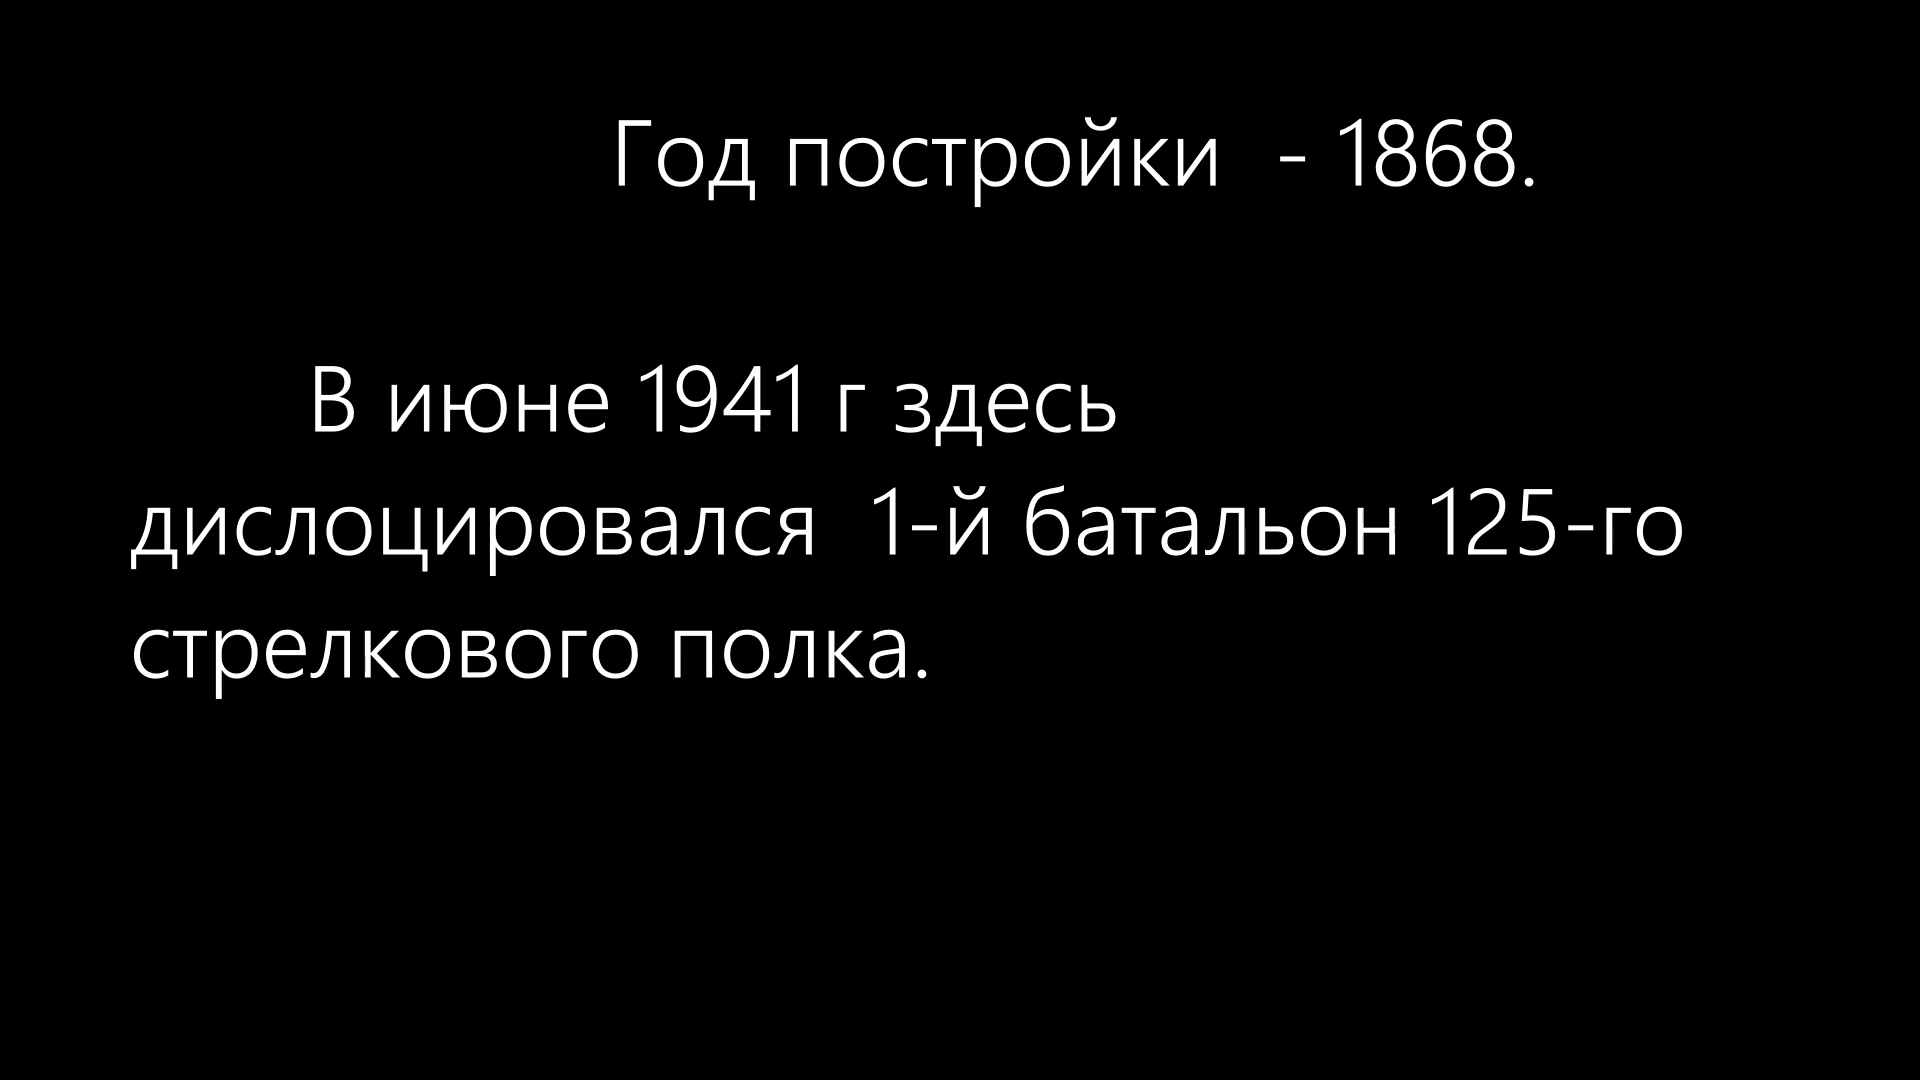 Год постройки  - 1868.
В июне 1941 г здесь
дислоцировался  1-й батальон 125-го
стрелкового полка.